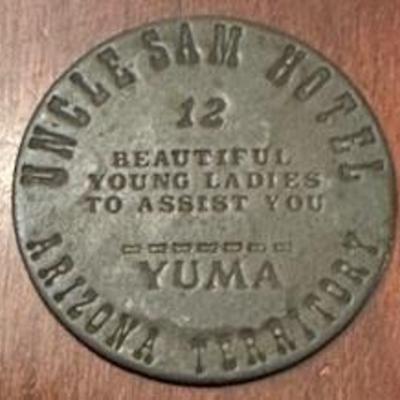 UNCLE SAM HOTEL
12
BEAUTIFUL
YOUNG LADIES
TO ASSIST YOU
YUMA
ARIZONA TERRITORY